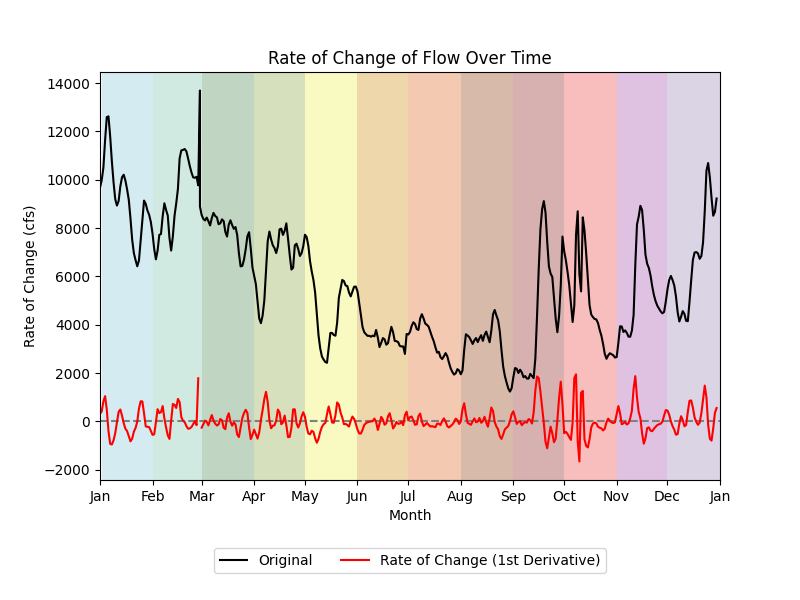 Rate of Change of Flow Over Time
Rate of Change (cfs)
14000
12000
10000
8000
6000
4000
2000
0
−2000
Jan Feb Mar Apr May Jun Jul Aug Sep Oct Nov Dec Jan
Month
Original Rate of Change (1st Derivative)